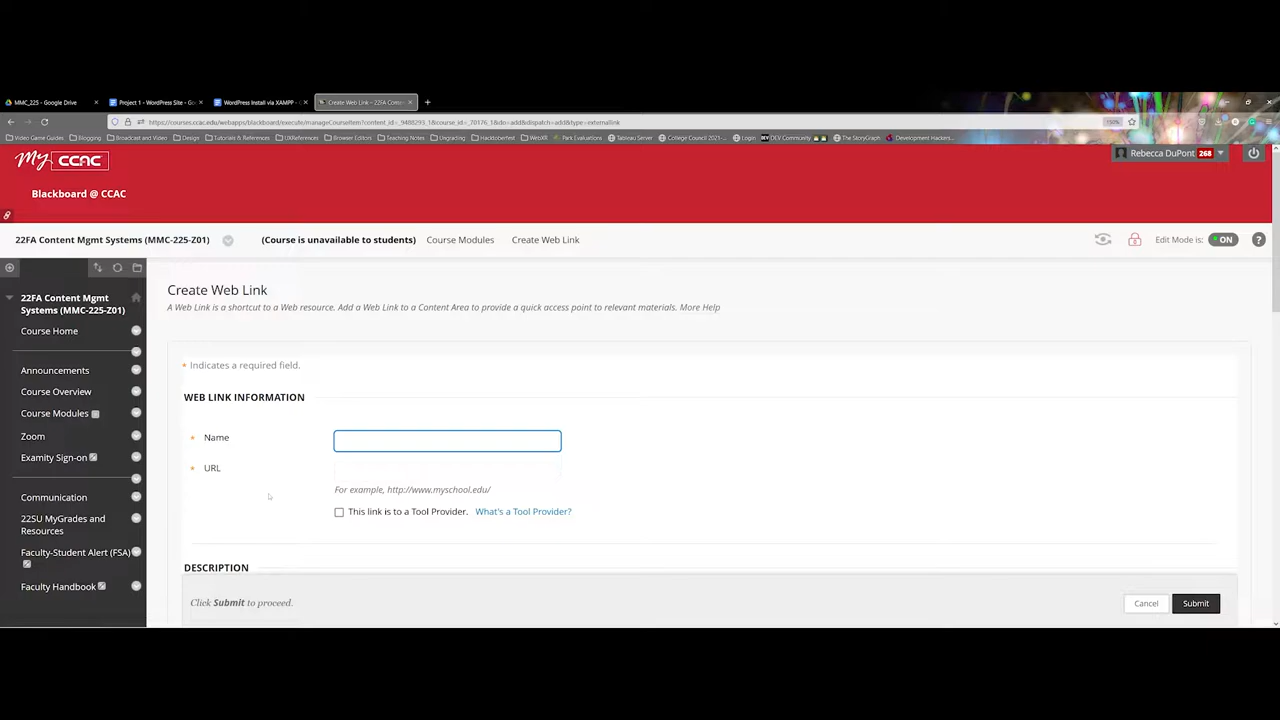 MMC_225 - Google Drive
Project 1 - WordPress Site - Go
WordPress Install via XAMPP -
Create Web Link – 22FA Conte
https://courses.ccac.edu/webapps/blackboard/execute/manageCourseItem?content_id=_9488293_1&course_id=_70176_1&do=add&dispatch=add&type=externallink
150%
Video Game Guides Blogging Broadcast and Video Design Tutorials & References UXReferences Browser Editors Teaching Notes Hacktoberfest Ungrading WebXR Park Evaluations Tableau Server College Council 2021-... Login DEV Community The StoryGraph Development Hackers...
My CCAC
Rebecca DuPont 268
Blackboard @ CCAC
22FA Content Mgmt Systems (MMC-225-Z01) (Course is unavailable to students) Course Modules Create Web Link Edit Mode is: ON ?
22FA Content Mgmt
Systems (MMC-225-Z01)
Course Home
Announcements
Course Overview
Course Modules
Zoom
Examity Sign-on
Communication
22SU MyGrades and
Resources
Faculty-Student Alert (FSA)
Faculty Handbook
Create Web Link
A Web Link is a shortcut to a Web resource. Add a Web Link to a Content Area to provide a quick access point to relevant materials. More Help
* Indicates a required field.
WEB LINK INFORMATION
* Name
* URL
For example, http://www.myschool.edu/
This link is to a Tool Provider. What's a Tool Provider?
DESCRIPTION
Click Submit to proceed.
Cancel Submit